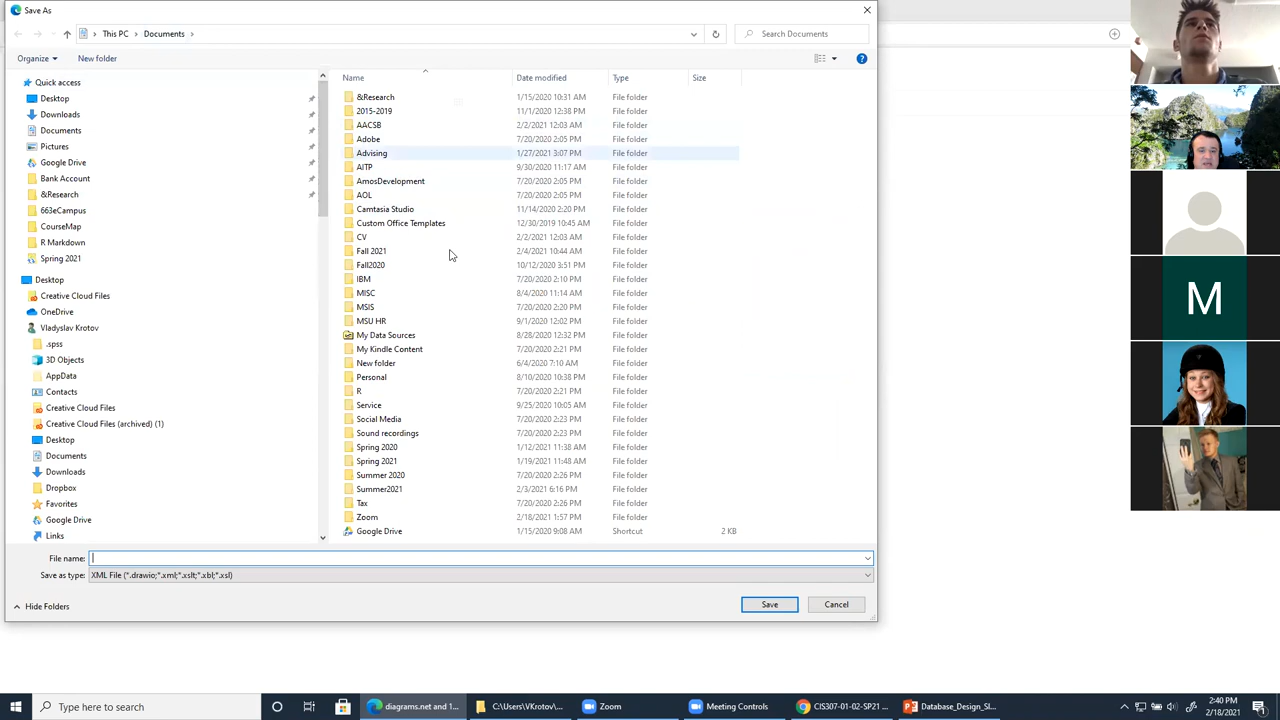 Save As
This PC > Documents >
Search Documents
Organize
New folder
Name Date modified Type Size
Quick access
Desktop
Downloads
Documents
Pictures
Google Drive
Bank Account
&Research
663eCampus
CourseMap
R Markdown
Spring 2021
Desktop
Creative Cloud Files
OneDrive
Vladyslav Krotov
.spss
3D Objects
AppData
Contacts
Creative Cloud Files
Creative Cloud Files (archived) (1)
Desktop
Documents
Downloads
Dropbox
Favorites
Google Drive
Links
&Research 1/15/2020 10:31 AM File folder
2015-2019 11/1/2020 12:38 PM File folder
AACSB 2/2/2021 12:03 AM File folder
Adobe 7/20/2020 2:05 PM File folder
Advising 1/27/2021 3:07 PM File folder
AITP 9/30/2020 11:17 AM File folder
AmosDevelopment 7/20/2020 2:05 PM File folder
AOL 7/20/2020 2:05 PM File folder
Camtasia Studio 11/14/2020 2:20 PM File folder
Custom Office Templates 12/30/2019 10:45 AM File folder
CV 2/2/2021 12:03 AM File folder
Fall 2021 2/4/2021 10:44 AM File folder
Fall2020 10/12/2020 3:51 PM File folder
IBM 7/20/2020 2:10 PM File folder
MISC 8/4/2020 11:14 AM File folder
MSIS 7/20/2020 2:20 PM File folder
MSU HR 9/1/2020 12:02 PM File folder
My Data Sources 8/28/2020 12:32 PM File folder
My Kindle Content 7/20/2020 2:21 PM File folder
New folder 6/4/2020 7:10 AM File folder
Personal 8/10/2020 10:38 PM File folder
R 7/20/2020 2:21 PM File folder
Service 9/25/2020 10:05 AM File folder
Social Media 7/20/2020 2:23 PM File folder
Sound recordings 7/20/2020 2:23 PM File folder
Spring 2020 1/12/2021 11:38 AM File folder
Spring 2021 1/19/2021 11:48 AM File folder
Summer 2020 7/20/2020 2:26 PM File folder
Summer2021 2/3/2021 6:16 PM File folder
Tax 7/20/2020 2:26 PM File folder
Zoom 2/18/2021 1:57 PM File folder
Google Drive 1/15/2020 9:08 AM Shortcut 2 KB
File name:
Save as type: XML File (*.drawio;*.xml;*.xslt;*.xbl;*.xsl)
Hide Folders
Save
Cancel
M
Type here to search
diagrams.net and 1...
C:\Users\VKrotov\...
Zoom
Meeting Controls
CIS307-01-02-SP21 ...
Database_Design_Sl...
2:40 PM
2/18/2021
1